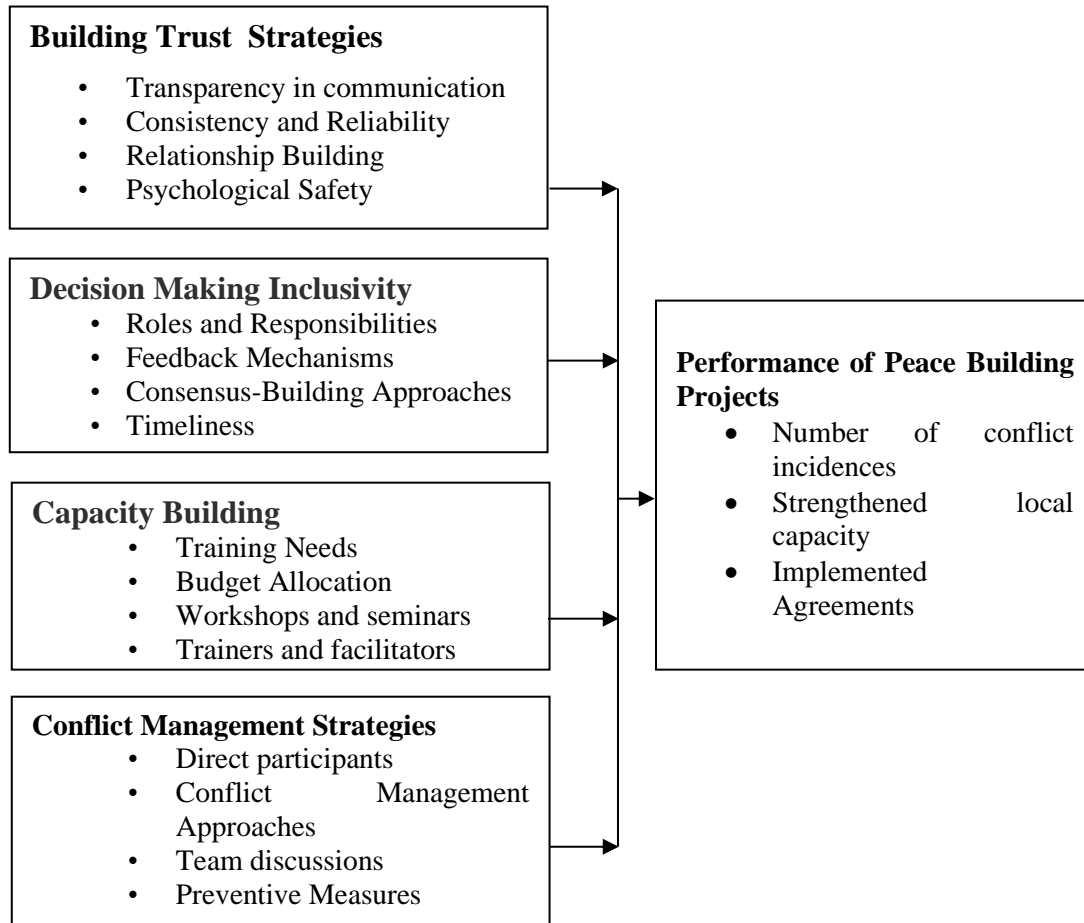 Building Trust Strategies
• Transparency in communication
• Consistency and Reliability
• Relationship Building
• Psychological Safety
Decision Making Inclusivity
• Roles and Responsibilities
• Feedback Mechanisms
• Consensus-Building Approaches
• Timeliness
Capacity Building
• Training Needs
• Budget Allocation
• Workshops and seminars
• Trainers and facilitators
Conflict Management Strategies
• Direct participants
• Conflict Management
Approaches
• Team discussions
• Preventive Measures
Performance of Peace Building
Projects
• Number of conflict
incidences
• Strengthened local
capacity
• Implemented
Agreements